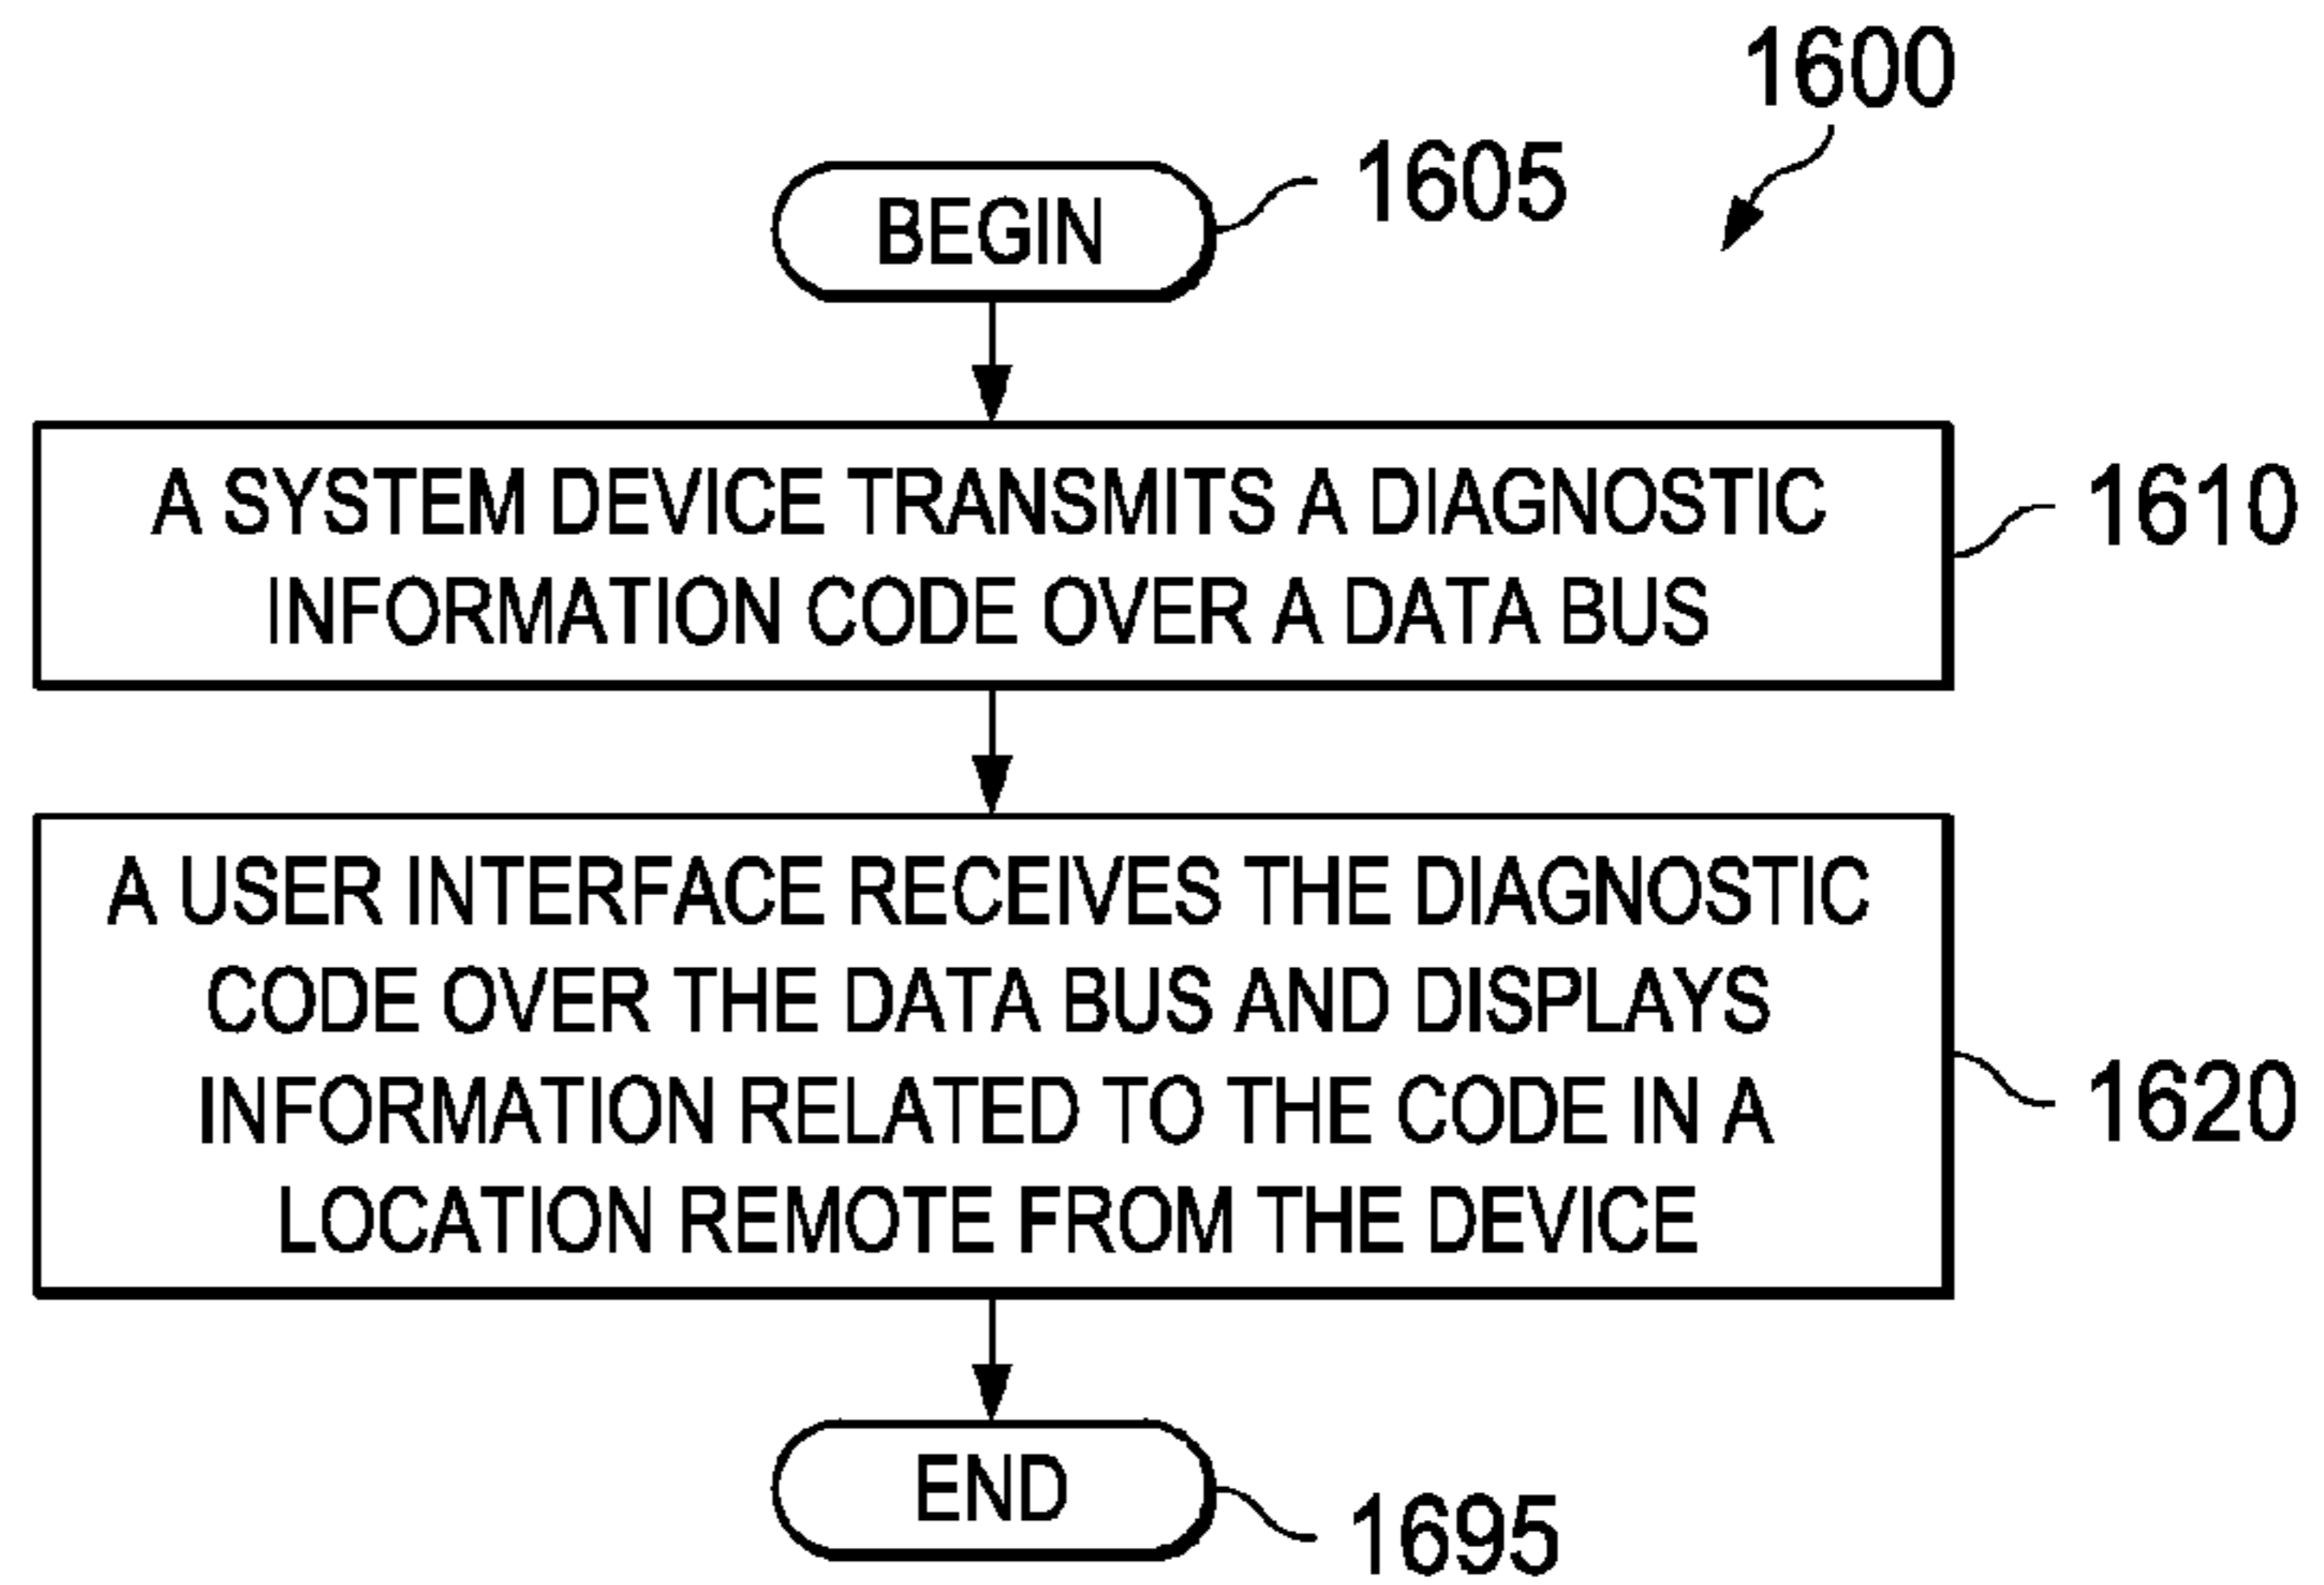 1600
1605
BEGIN
A SYSTEM DEVICE TRANSMITS A DIAGNOSTIC
INFORMATION CODE OVER A DATA BUS
1610
A USER INTERFACE RECEIVES THE DIAGNOSTIC
CODE OVER THE DATA BUS AND DISPLAYS
INFORMATION RELATED TO THE CODE IN A
LOCATION REMOTE FROM THE DEVICE
1620
END
1695